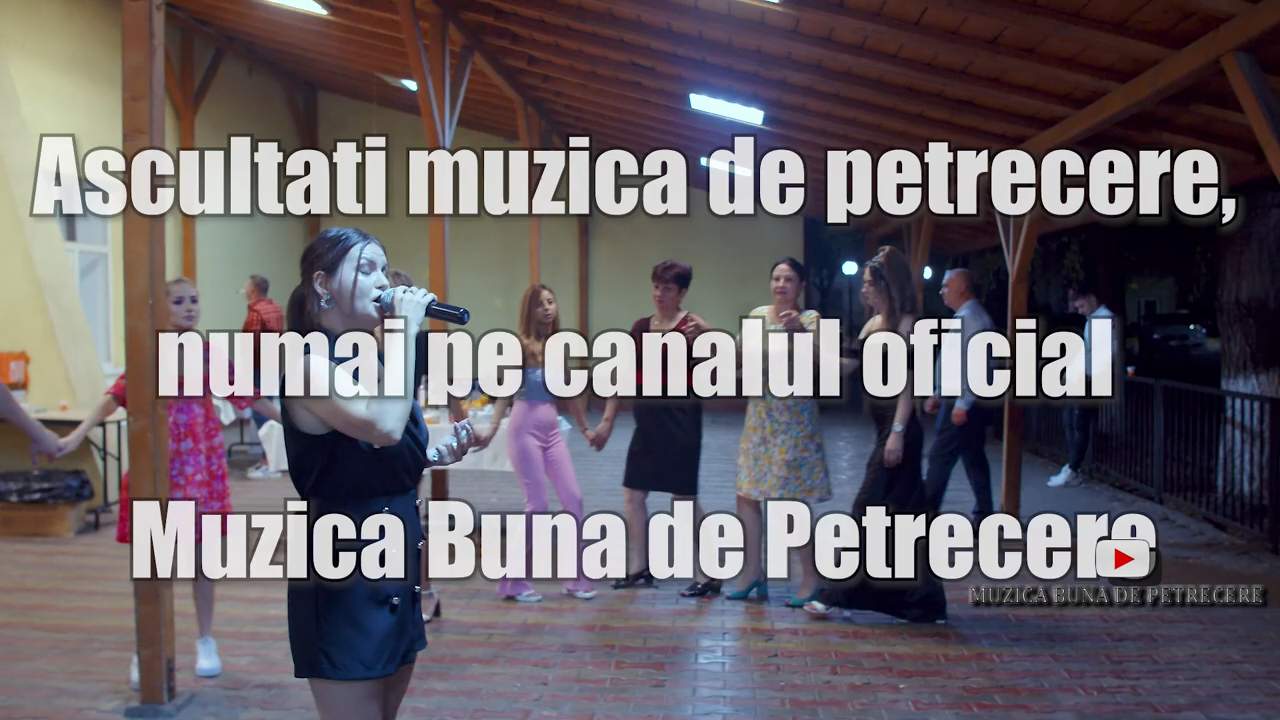 Ascultati muzica de petrecere,
numai pe canalul oficial
Muzica Buna de Petrecere
MUZICA BUNA DE PETRECERE